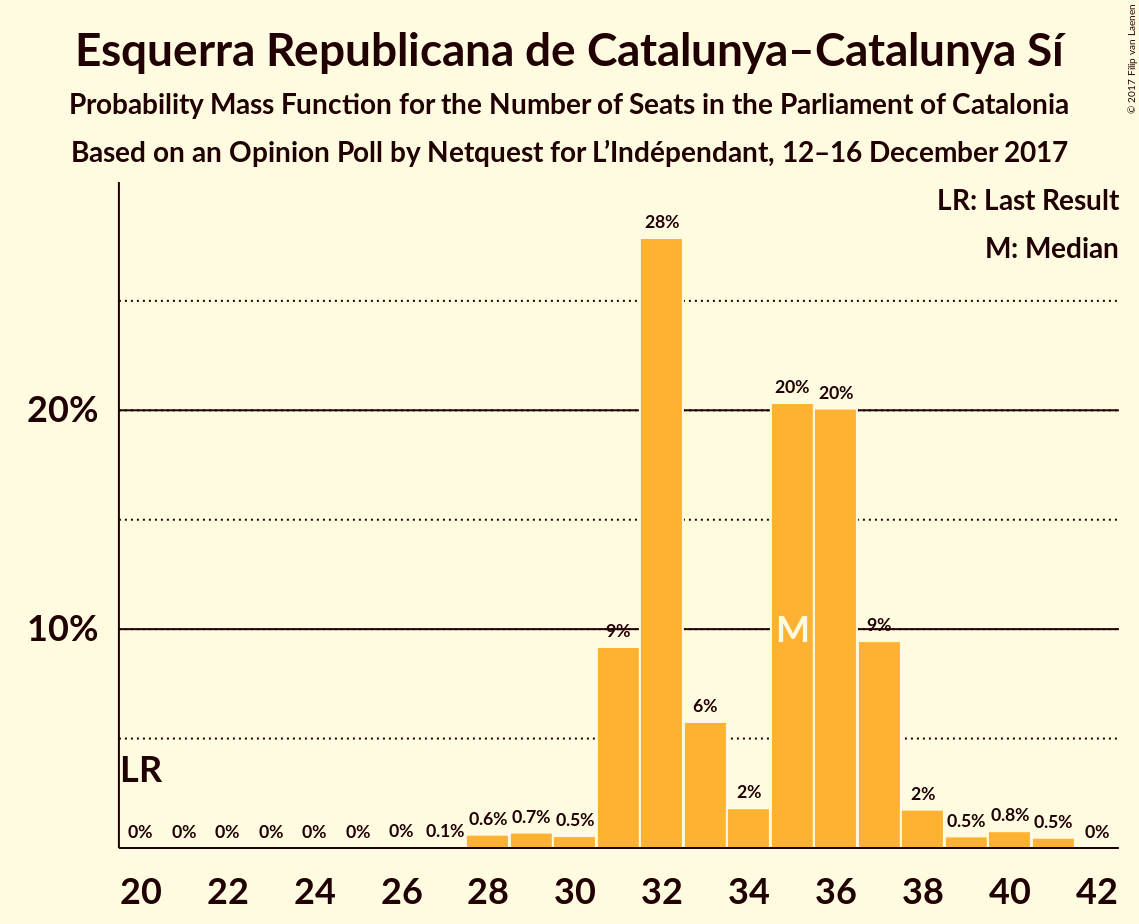 Esquerra Republicana de Catalunya–Catalunya Sí
Probability Mass Function for the Number of Seats in the Parliament of Catalonia
Based on an Opinion Poll by Netquest for L’Indépendant, 12–16 December 2017
© 2017 Filip van Laenen
LR: Last Result
M: Median
28%
20%
20% 20%
10%
9% 9%
M
6%
LR
2% 2%
0% 0% 0% 0% 0% 0% 0% 0.1% 0.6% 0.7% 0.5% 0.5% 0.8% 0.5% 0%
20 22 24 26 28 30 32 34 36 38 40 42